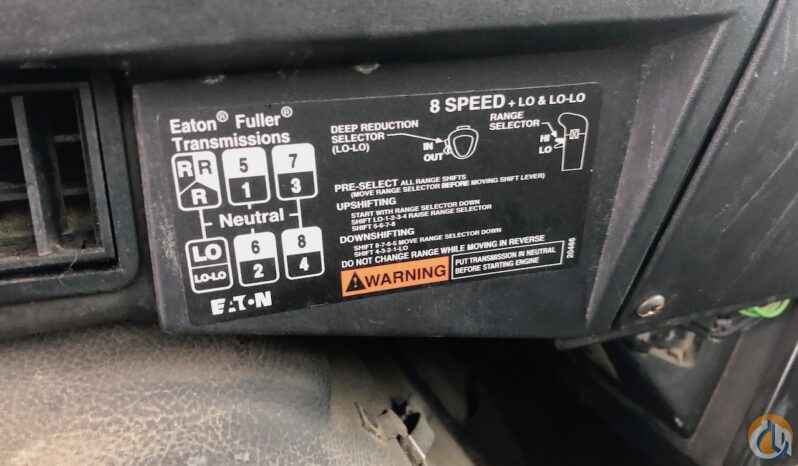 8 SPEED + LO & LO-LO
Eaton® Fuller®
Transmissions
DEEP REDUCTION
SELECTOR
(LO-LO)
IN
OUT
RANGE
SELECTOR
HI
LO
R R 5 7
R 1 3
Neutral
LO 6 8
LO-LO 2 4
EATON
PRE-SELECT ALL RANGE SHIFTS
(MOVE RANGE SELECTOR BEFORE MOVING SHIFT LEVER)
UPSHIFTING
START WITH RANGE SELECTOR DOWN
SHIFT LO-1-2-3-4 RAISE RANGE SELECTOR
SHIFT 5-6-7-8
DOWNSHIFTING
SHIFT 8-7-6-5 MOVE RANGE SELECTOR DOWN
SHIFT 4-3-2-1-LO
DO NOT CHANGE RANGE WHILE MOVING IN REVERSE
WARNING
PUT TRANSMISSION IN NEUTRAL
BEFORE STARTING ENGINE